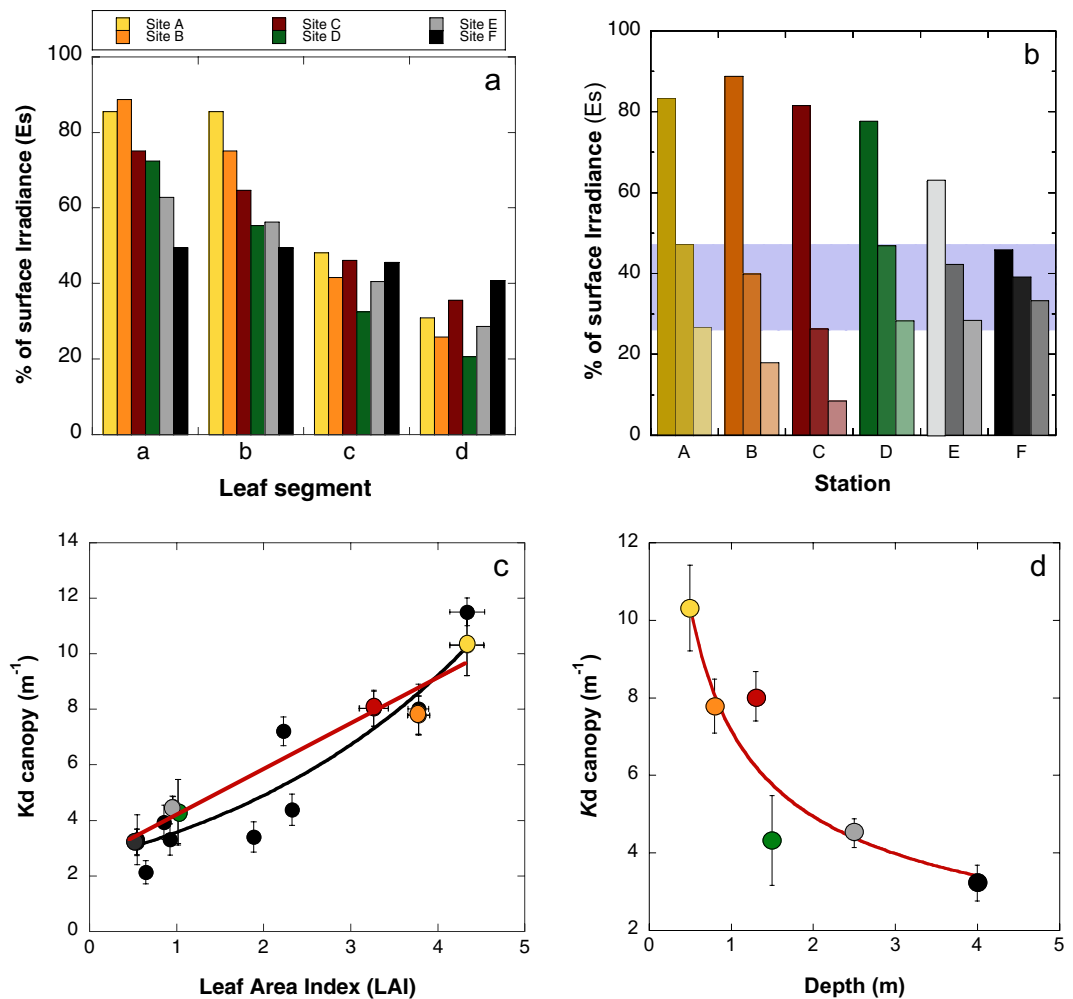 Site A Site C Site E
Site B Site D Site F
100
80
60
40
20
0
% of surface Irradiance (Es)
a
a b c d
Leaf segment
100
80
60
40
20
0
% of surface Irradiance (Es)
b
A B C D E F
Station
14
12
10
8
6
4
2
0
Kd canopy (m⁻¹)
c
0 1 2 3 4 5
Leaf Area Index (LAI)
12
10
8
6
4
2
Kd canopy (m⁻¹)
d
0 1 2 3 4 5
Depth (m)